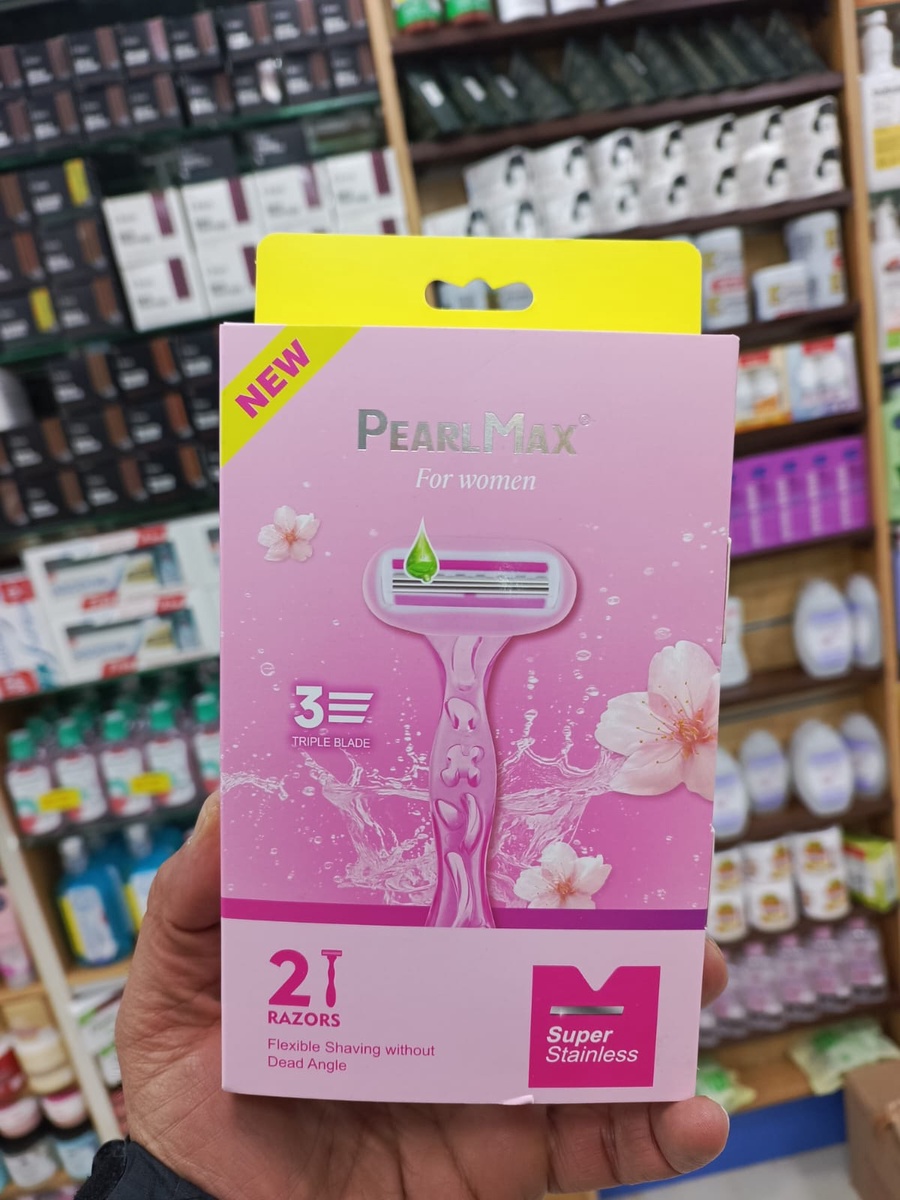 NEW
PEARLMAX
For women
3
TRIPLE BLADE
2
RAZORS
Flexible Shaving without
Dead Angle
Super
Stainless